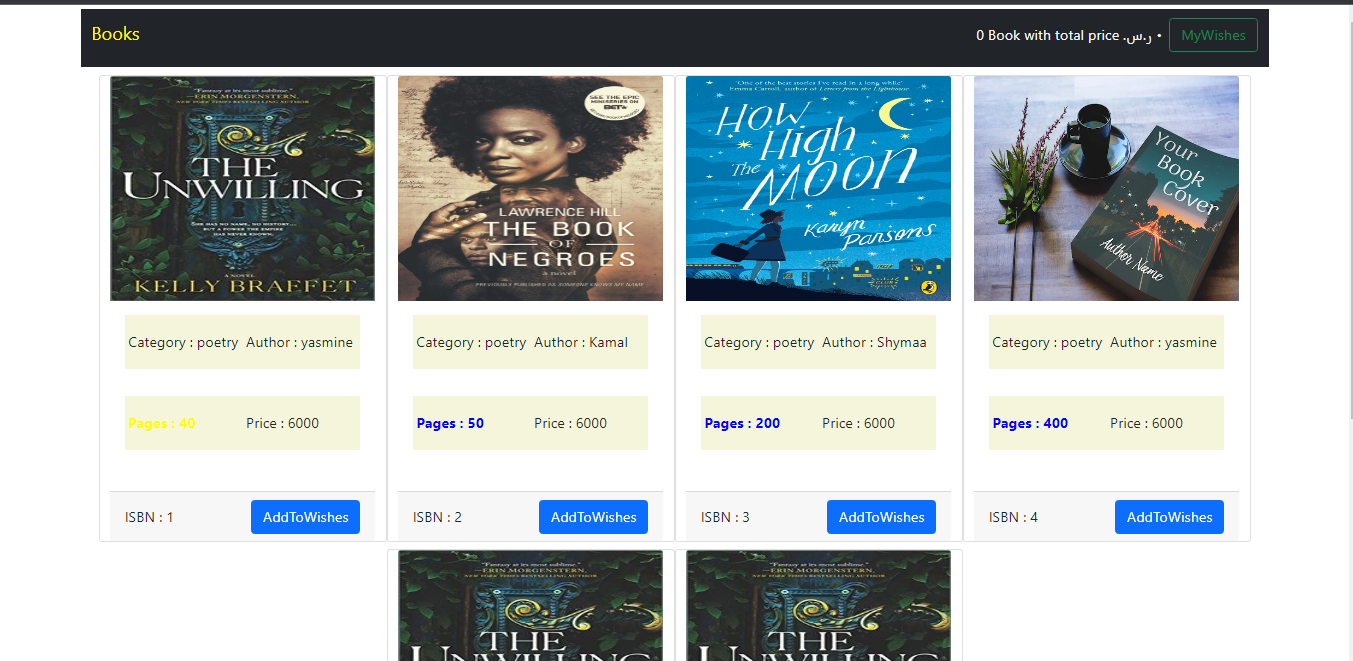 Books
0 Book with total price ر.س.‏ •
MyWishes
"Fantasy at its most sublime."
—ERIN MORGENSTERN,
NEW YORK TIMES BESTSELLING AUTHOR
THE
UNWILLING
SHE HAS NO NAME, NO HISTORY...
BUT A POWER THE EMPIRE
HAS NEVER KNOWN.
A NOVEL
KELLY BRAFFET
Category : poetry Author : yasmine
Pages : 40 Price : 6000
ISBN : 1 AddToWishes
SEE THE EPIC
MINISERIES ON
BET
LAWRENCE HILL
THE BOOK
OF
NEGROES
a novel
PREVIOUSLY PUBLISHED AS SOMEONE KNOWS MY NAME
Category : poetry Author : Kamal
Pages : 50 Price : 6000
ISBN : 2 AddToWishes
'One of the best stories I've read in a long while'
Emma Carroll, author of Letters from the Lighthouse
HOW
High
The
MOON
Karyn
Parsons
Category : poetry Author : Shymaa
Pages : 200 Price : 6000
ISBN : 3 AddToWishes
Your
Book
Cover
Author Name
Category : poetry Author : yasmine
Pages : 400 Price : 6000
ISBN : 4 AddToWishes
"Fantasy at its most sublime."
—ERIN MORGENSTERN,
NEW YORK TIMES BESTSELLING AUTHOR
THE
UNWILLING
"Fantasy at its most sublime."
—ERIN MORGENSTERN,
NEW YORK TIMES BESTSELLING AUTHOR
THE
UNWILLING